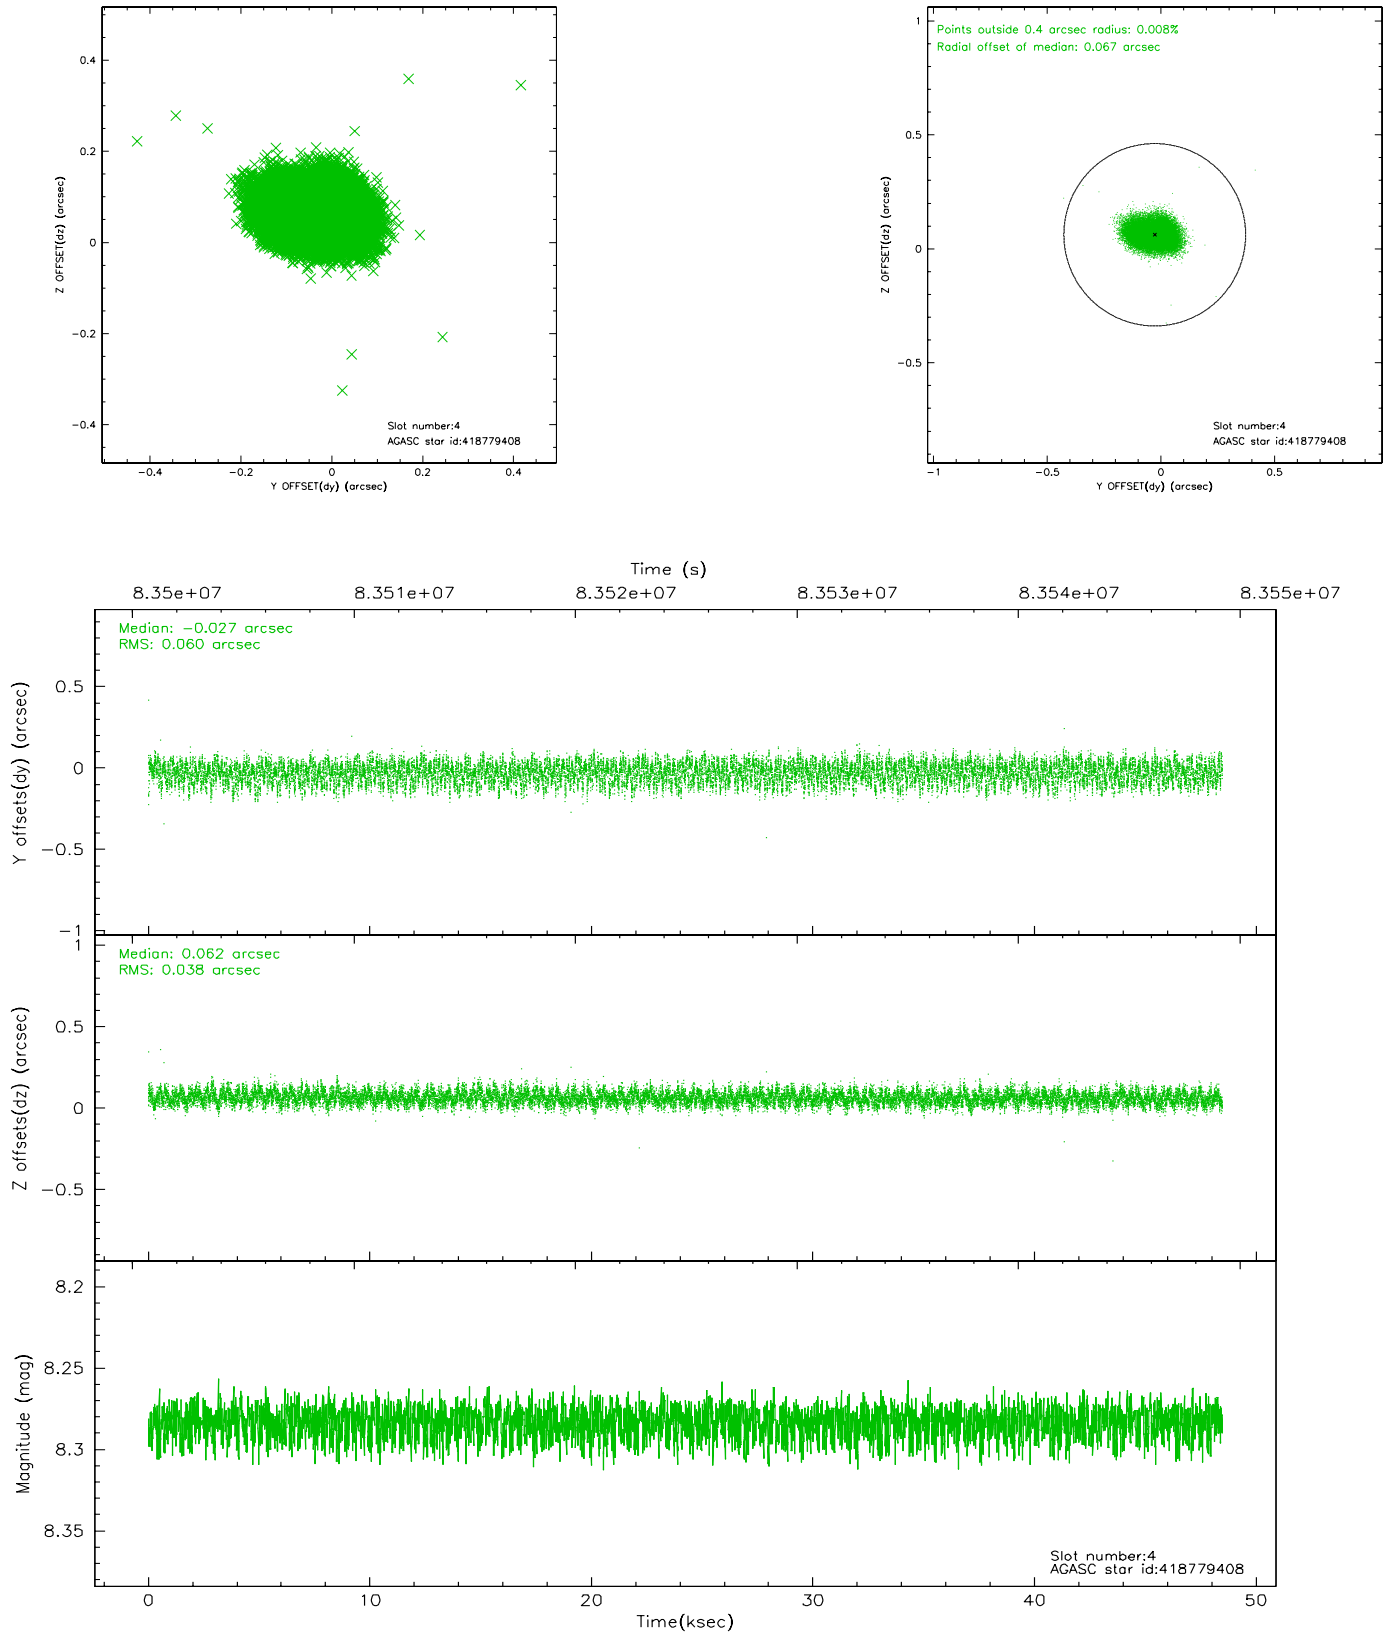 0.4
0.2
0
−0.2
−0.4
Z OFFSET(dz) (arcsec)
Slot number:4
AGASC star id:418779408
−0.4 −0.2 0 0.2 0.4
Y OFFSET(dy) (arcsec)
Points outside 0.4 arcsec radius: 0.008%
Radial offset of median: 0.067 arcsec
1
0.5
0
−0.5
Z OFFSET(dz) (arcsec)
Slot number:4
AGASC star id:418779408
−1 −0.5 0 0.5
Y OFFSET(dy) (arcsec)
Time (s)
8.35e+07 8.351e+07 8.352e+07 8.353e+07 8.354e+07 8.355e+07
Median: −0.027 arcsec
RMS: 0.060 arcsec
0.5
0
−0.5
−1
Y offsets(dy) (arcsec)
Median: 0.062 arcsec
RMS: 0.038 arcsec
1
0.5
0
−0.5
Z offsets(dz) (arcsec)
8.2
8.25
8.3
8.35
Magnitude (mag)
Slot number:4
AGASC star id:418779408
0 10 20 30 40 50
Time(ksec)